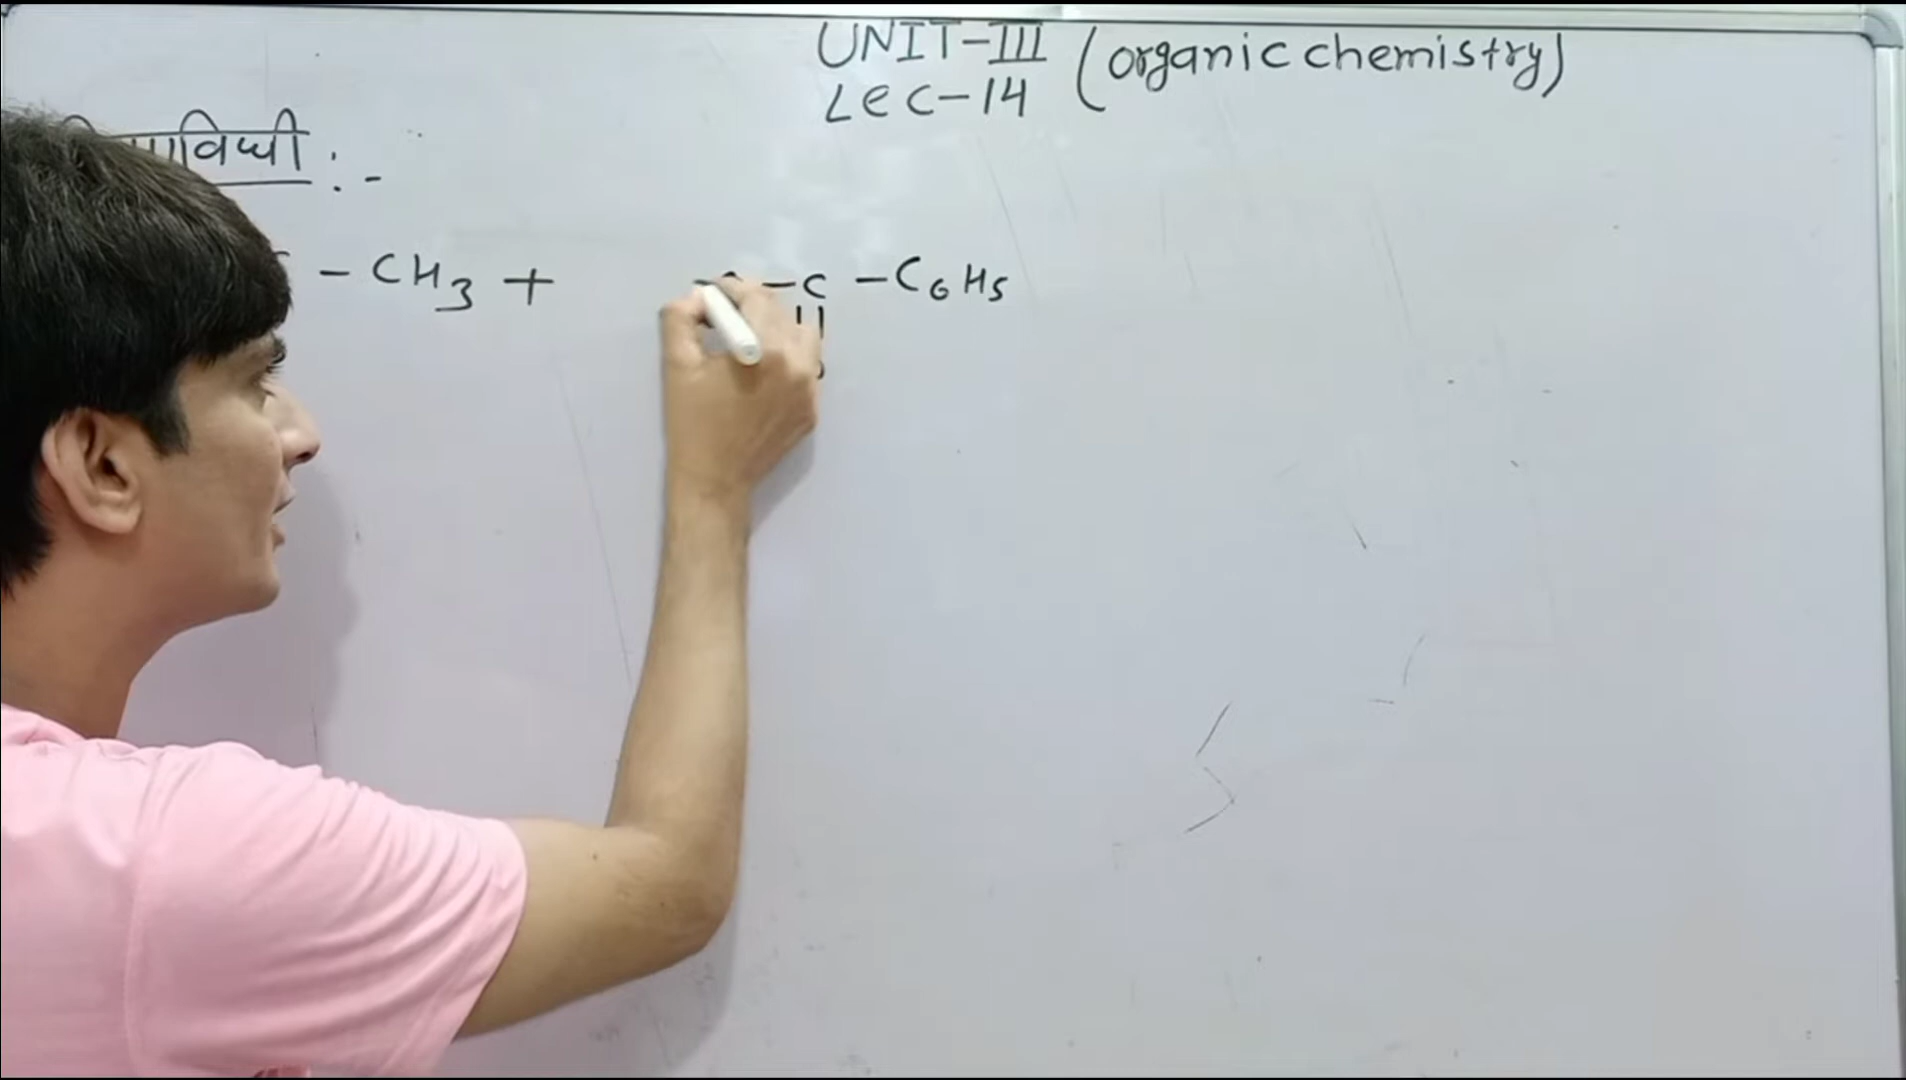 UNIT-III (organic chemistry)
LEC-14
:-
- CH3 + -C -C6H5
||